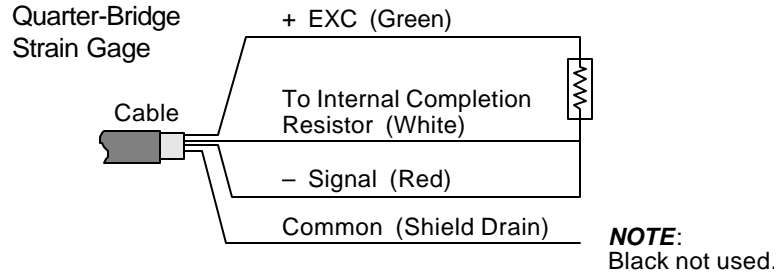 Quarter-Bridge
Strain Gage
+ EXC (Green)
Cable
To Internal Completion
Resistor (White)
– Signal (Red)
Common (Shield Drain)
NOTE:
Black not used.